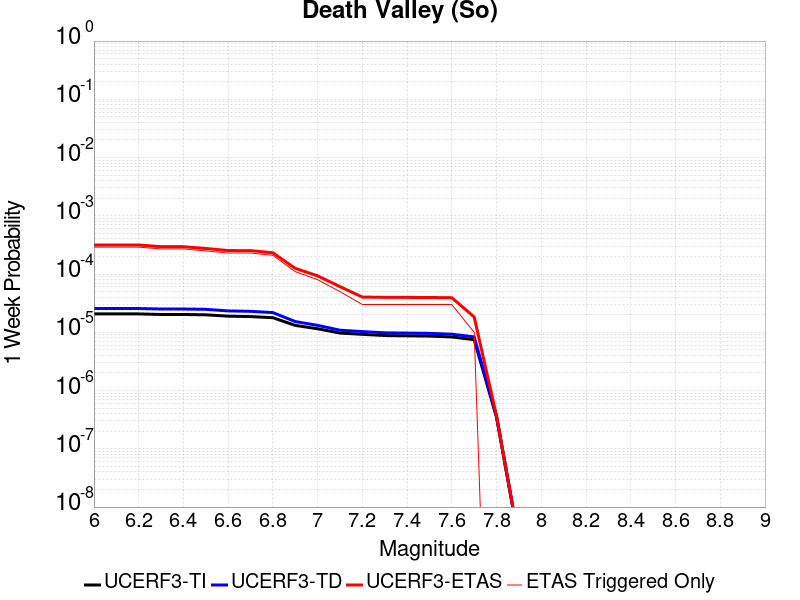 Death Valley (So)
1 Week Probability
10^0
10^-1
10^-2
10^-3
10^-4
10^-5
10^-6
10^-7
10^-8
6 6.2 6.4 6.6 6.8 7 7.2 7.4 7.6 7.8 8 8.2 8.4 8.6 8.8 9
Magnitude
UCERF3-TI UCERF3-TD UCERF3-ETAS ETAS Triggered Only